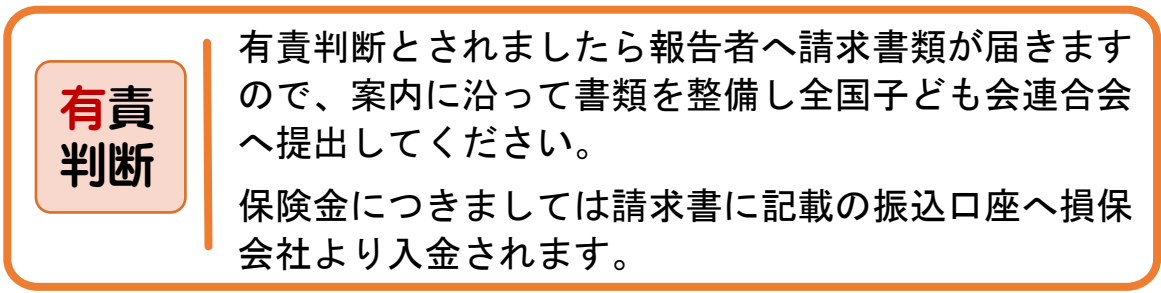 有責
判断
有責判断とされましたら報告者へ請求書類が届きます
ので、案内に沿って書類を整備し全国子ども会連合会
へ提出してください。
保険金につきましては請求書に記載の振込口座へ損保
会社より入金されます。